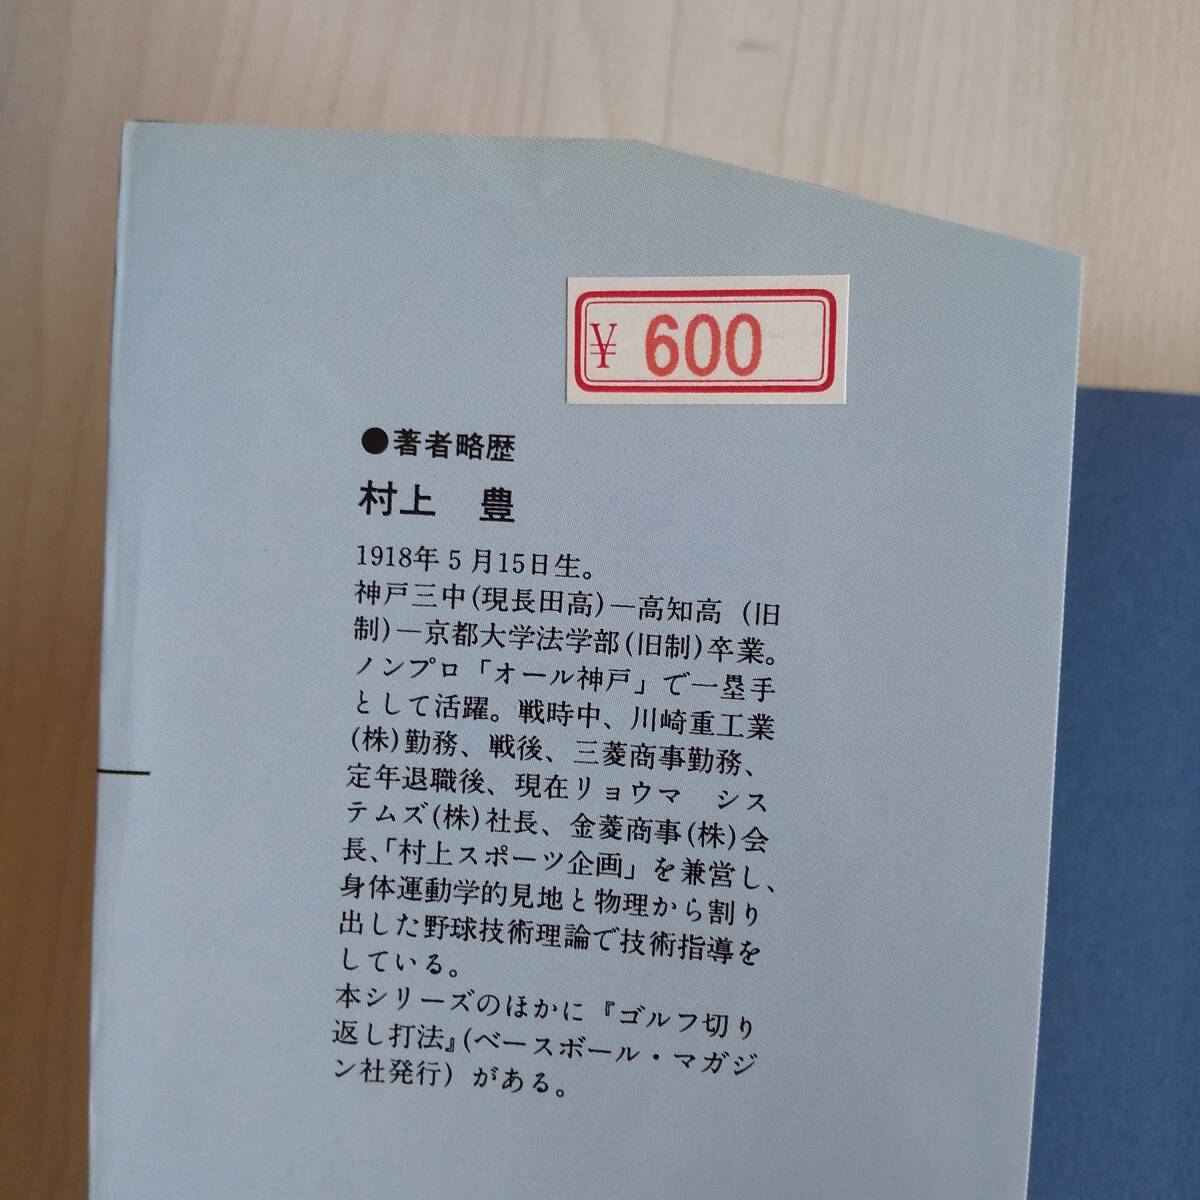 ¥ 600
●著者略歴
村上 豊
1918年5月15日生。
神戸三中(現長田高)—高知高(旧
制)—京都大学法学部(旧制)卒業。
ノンプロ「オール神戸」で一塁手
として活躍。戦時中、川崎重工業
(株)勤務、戦後、三菱商事勤務、
定年退職後、現在リョウマ シス
テムズ(株)社長、金菱商事(株)会
長、「村上スポーツ企画」を兼営し、
身体運動学的見地と物理から割り
出した野球技術理論で技術指導を
している。
本シリーズのほかに『ゴルフ切り
返し打法』(ベースボール・マガジ
ン社発行)がある。